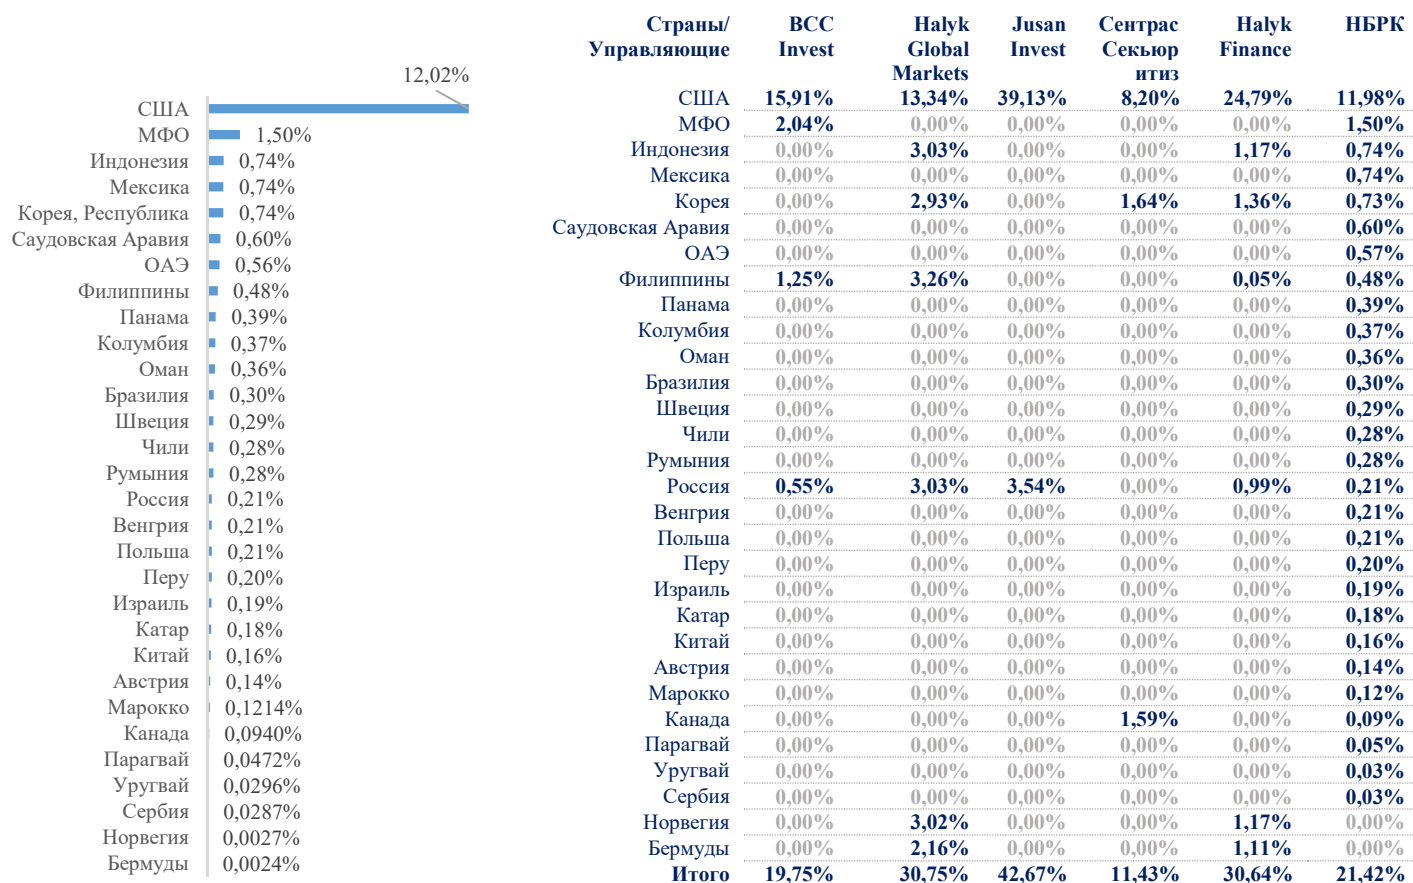 12,02%
США
МФО 1,50%
Индонезия 0,74%
Мексика 0,74%
Корея, Республика 0,74%
Саудовская Аравия 0,60%
ОАЭ 0,56%
Филиппины 0,48%
Панама 0,39%
Колумбия 0,37%
Оман 0,36%
Бразилия 0,30%
Швеция 0,29%
Чили 0,28%
Румыния 0,28%
Россия 0,21%
Венгрия 0,21%
Польша 0,21%
Перу 0,20%
Израиль 0,19%
Катар 0,18%
Китай 0,16%
Австрия 0,14%
Марокко 0,1214%
Канада 0,0940%
Парагвай 0,0472%
Уругвай 0,0296%
Сербия 0,0287%
Норвегия 0,0027%
Бермуды 0,0024%
Страны/ BCC Halyk Jusan Сентрас Halyk НБРК
Управляющие Invest Global Invest Секьюр Finance
Markets итиз
США 15,91% 13,34% 39,13% 8,20% 24,79% 11,98%
МФО 2,04% 0,00% 0,00% 0,00% 0,00% 1,50%
Индонезия 0,00% 3,03% 0,00% 0,00% 1,17% 0,74%
Мексика 0,00% 0,00% 0,00% 0,00% 0,00% 0,74%
Корея 0,00% 2,93% 0,00% 1,64% 1,36% 0,73%
Саудовская Аравия 0,00% 0,00% 0,00% 0,00% 0,00% 0,60%
ОАЭ 0,00% 0,00% 0,00% 0,00% 0,00% 0,57%
Филиппины 1,25% 3,26% 0,00% 0,00% 0,05% 0,48%
Панама 0,00% 0,00% 0,00% 0,00% 0,00% 0,39%
Колумбия 0,00% 0,00% 0,00% 0,00% 0,00% 0,37%
Оман 0,00% 0,00% 0,00% 0,00% 0,00% 0,36%
Бразилия 0,00% 0,00% 0,00% 0,00% 0,00% 0,30%
Швеция 0,00% 0,00% 0,00% 0,00% 0,00% 0,29%
Чили 0,00% 0,00% 0,00% 0,00% 0,00% 0,28%
Румыния 0,00% 0,00% 0,00% 0,00% 0,00% 0,28%
Россия 0,55% 3,03% 3,54% 0,00% 0,99% 0,21%
Венгрия 0,00% 0,00% 0,00% 0,00% 0,00% 0,21%
Польша 0,00% 0,00% 0,00% 0,00% 0,00% 0,21%
Перу 0,00% 0,00% 0,00% 0,00% 0,00% 0,20%
Израиль 0,00% 0,00% 0,00% 0,00% 0,00% 0,19%
Катар 0,00% 0,00% 0,00% 0,00% 0,00% 0,18%
Китай 0,00% 0,00% 0,00% 0,00% 0,00% 0,16%
Австрия 0,00% 0,00% 0,00% 0,00% 0,00% 0,14%
Марокко 0,00% 0,00% 0,00% 0,00% 0,00% 0,12%
Канада 0,00% 0,00% 0,00% 1,59% 0,00% 0,09%
Парагвай 0,00% 0,00% 0,00% 0,00% 0,00% 0,05%
Уругвай 0,00% 0,00% 0,00% 0,00% 0,00% 0,03%
Сербия 0,00% 0,00% 0,00% 0,00% 0,00% 0,03%
Норвегия 0,00% 3,02% 0,00% 0,00% 1,17% 0,00%
Бермуды 0,00% 2,16% 0,00% 0,00% 1,11% 0,00%
Итого 19,75% 30,75% 42,67% 11,43% 30,64% 21,42%